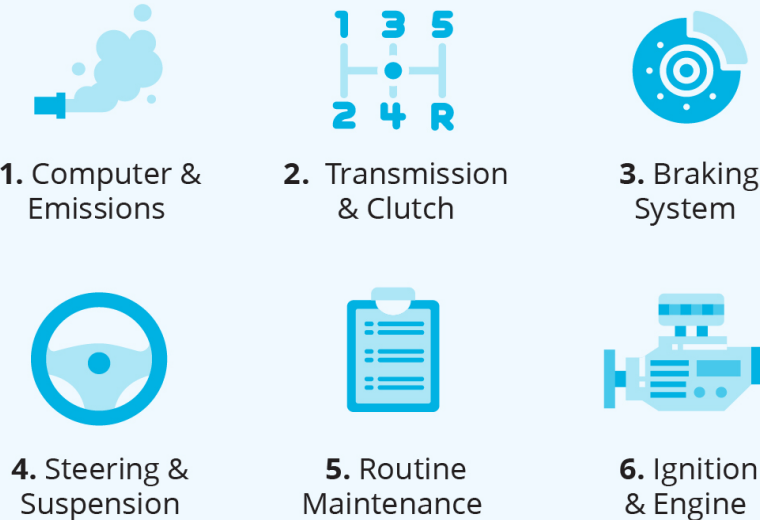 1 3 5
2 4 R
1. Computer &
Emissions
2. Transmission
& Clutch
3. Braking
System
4. Steering &
Suspension
5. Routine
Maintenance
6. Ignition
& Engine